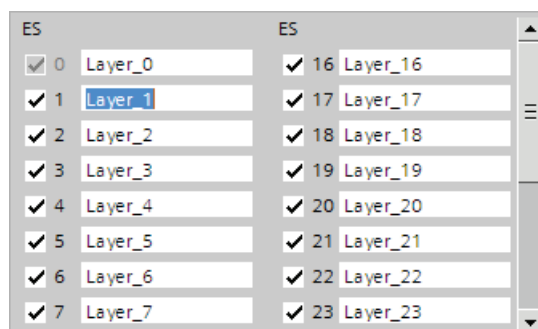 ES ES
0 Layer_0 16 Layer_16
1 Layer_1 17 Layer_17
2 Layer_2 18 Layer_18
3 Layer_3 19 Layer_19
4 Layer_4 20 Layer_20
5 Layer_5 21 Layer_21
6 Layer_6 22 Layer_22
7 Layer_7 23 Layer_23